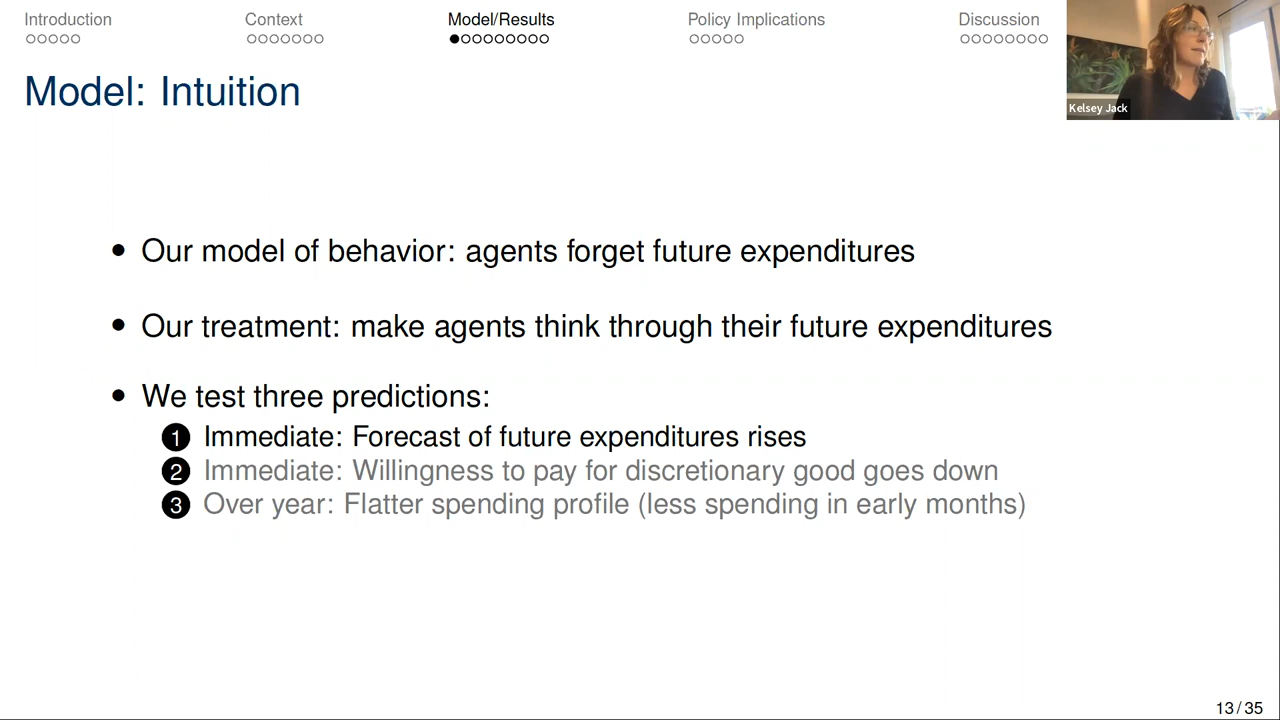 Introduction Context Model/Results Policy Implications Discussion
Model: Intuition
Kelsey Jack
• Our model of behavior: agents forget future expenditures
• Our treatment: make agents think through their future expenditures
• We test three predictions:
1 Immediate: Forecast of future expenditures rises
2 Immediate: Willingness to pay for discretionary good goes down
3 Over year: Flatter spending profile (less spending in early months)
13 / 35